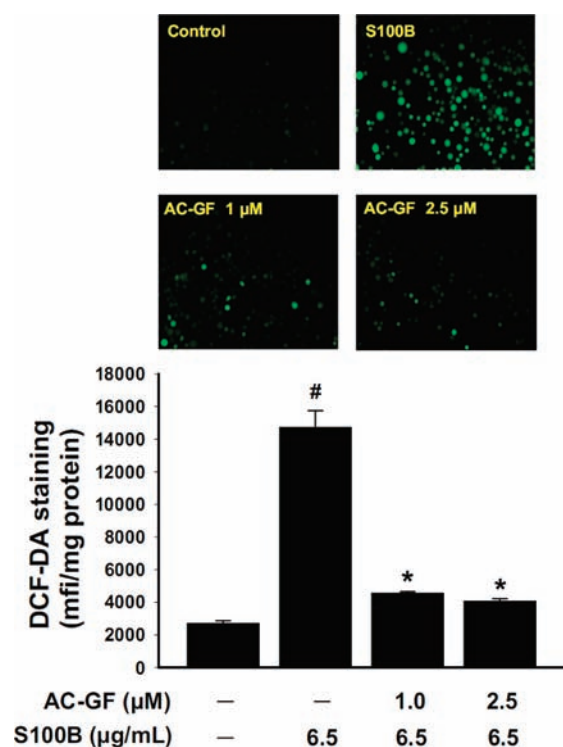 Control
S100B
AC-GF 1 µM
AC-GF 2.5 µM
18000
16000
14000
12000
10000
8000
6000
4000
2000
0
DCF-DA staining
(mfi/mg protein)
#
*
*
AC-GF (µM) — — 1.0 2.5
S100B (µg/mL) — 6.5 6.5 6.5